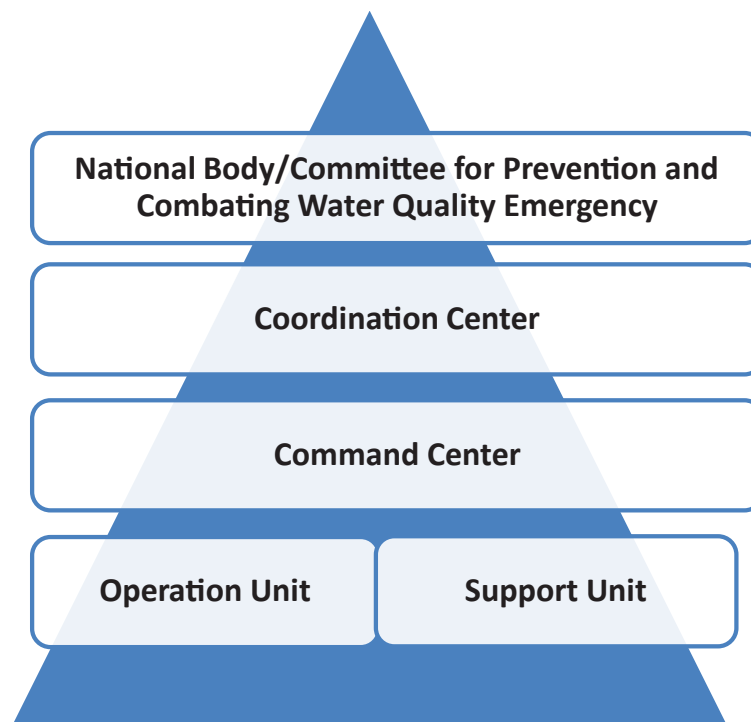 National Body/Committee for Prevention and
Combating Water Quality Emergency
Coordination Center
Command Center
Operation Unit
Support Unit